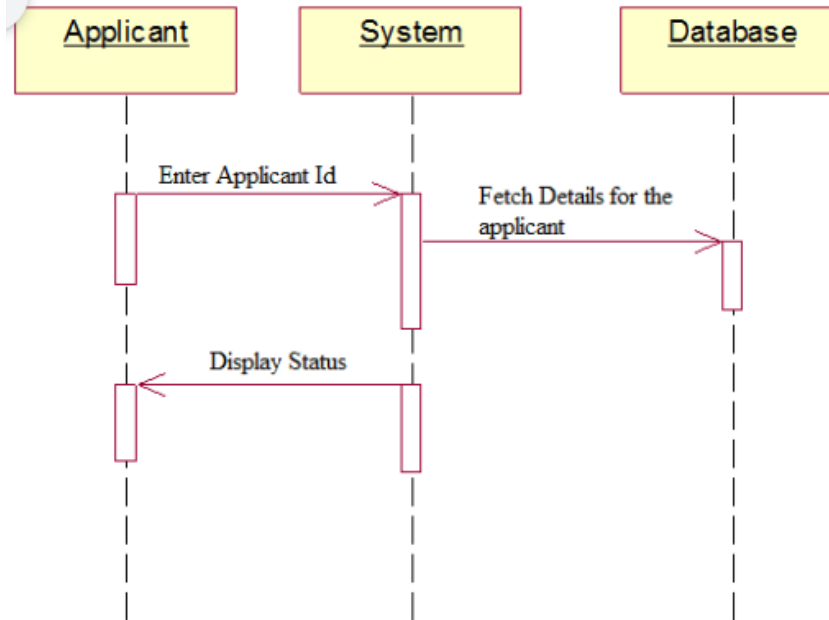 Applicant
System
Database
Enter Applicant Id
Fetch Details for the
applicant
Display Status